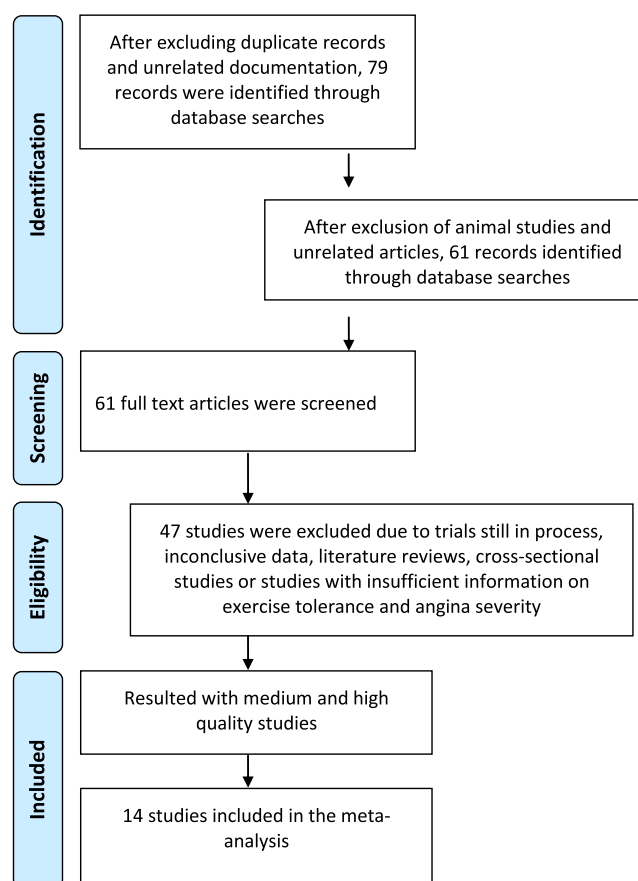 Identification
After excluding duplicate records
and unrelated documentation, 79
records were identified through
database searches
After exclusion of animal studies and
unrelated articles, 61 records identified
through database searches
Screening
61 full text articles were screened
Eligibility
47 studies were excluded due to trials still in process,
inconclusive data, literature reviews, cross-sectional
studies or studies with insufficient information on
exercise tolerance and angina severity
Included
Resulted with medium and high
quality studies
14 studies included in the meta-
analysis